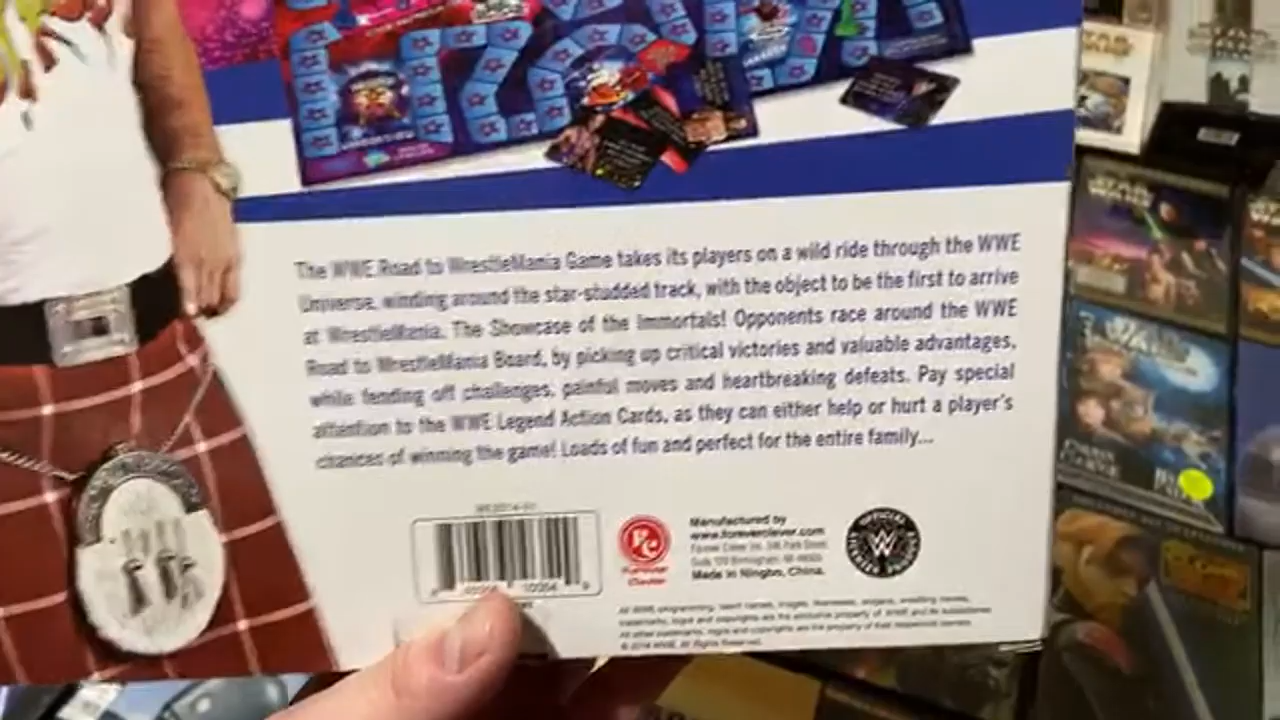 The WWE Road to WrestleMania Game takes its players on a wild ride through the WWE
Universe, winding around the star-studded track, with the object to be the first to arrive
at WrestleMania. The Showcase of the Immortals! Opponents race around the WWE
Road to WrestleMania Board, by picking up critical victories and valuable advantages,
while fending off challenges, painful moves and heartbreaking defeats. Pay special
attention to the WWE Legend Action Cards, as they can either help or hurt a player's
chances of winning the game! Loads of fun and perfect for the entire family...
Forever
Clever
Manufactured by
www.foreverclever.com
Made in Ningbo, China.
OFFICIAL
W
STAR
WARS